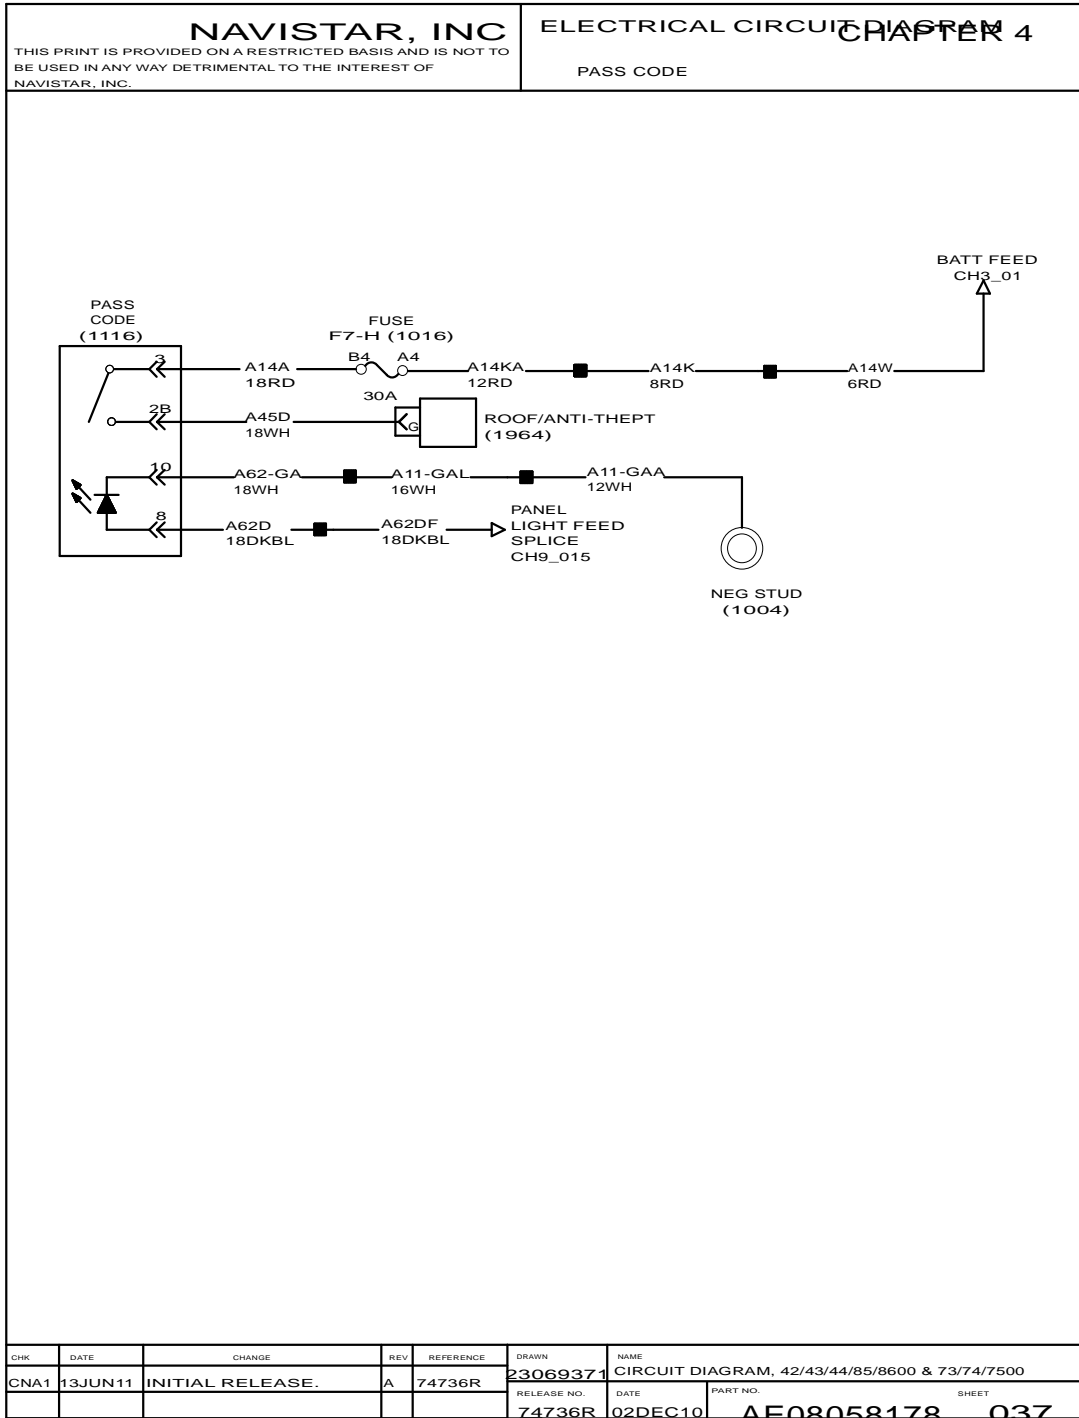 NAVISTAR, INC
THIS PRINT IS PROVIDED ON A RESTRICTED BASIS AND IS NOT TO
BE USED IN ANY WAY DETRIMENTAL TO THE INTEREST OF
NAVISTAR, INC.
ELECTRICAL CIRCUIT DIAGRAM
CHAPTER 4
PASS CODE
BATT FEED
CH3_01
PASS
CODE
(1116)
FUSE
F7-H (1016)
3
A14A
18RD
B4
A4
30A
A14KA
12RD
A14K
8RD
A14W
6RD
2B
A45D
18WH
G
ROOF/ANTI-THEPT
(1964)
10
A62-GA
18WH
A11-GAL
16WH
A11-GAA
12WH
8
A62D
18DKBL
A62DF
18DKBL
PANEL
LIGHT FEED
SPLICE
CH9_015
NEG STUD
(1004)
CHK
DATE
CHANGE
REV
REFERENCE
CNA1
13JUN11
INITIAL RELEASE.
A
74736R
DRAWN
23069371
NAME
CIRCUIT DIAGRAM, 42/43/44/85/8600 & 73/74/7500
RELEASE NO.
74736R
DATE
02DEC10
PART NO.
AE08058178
SHEET
037